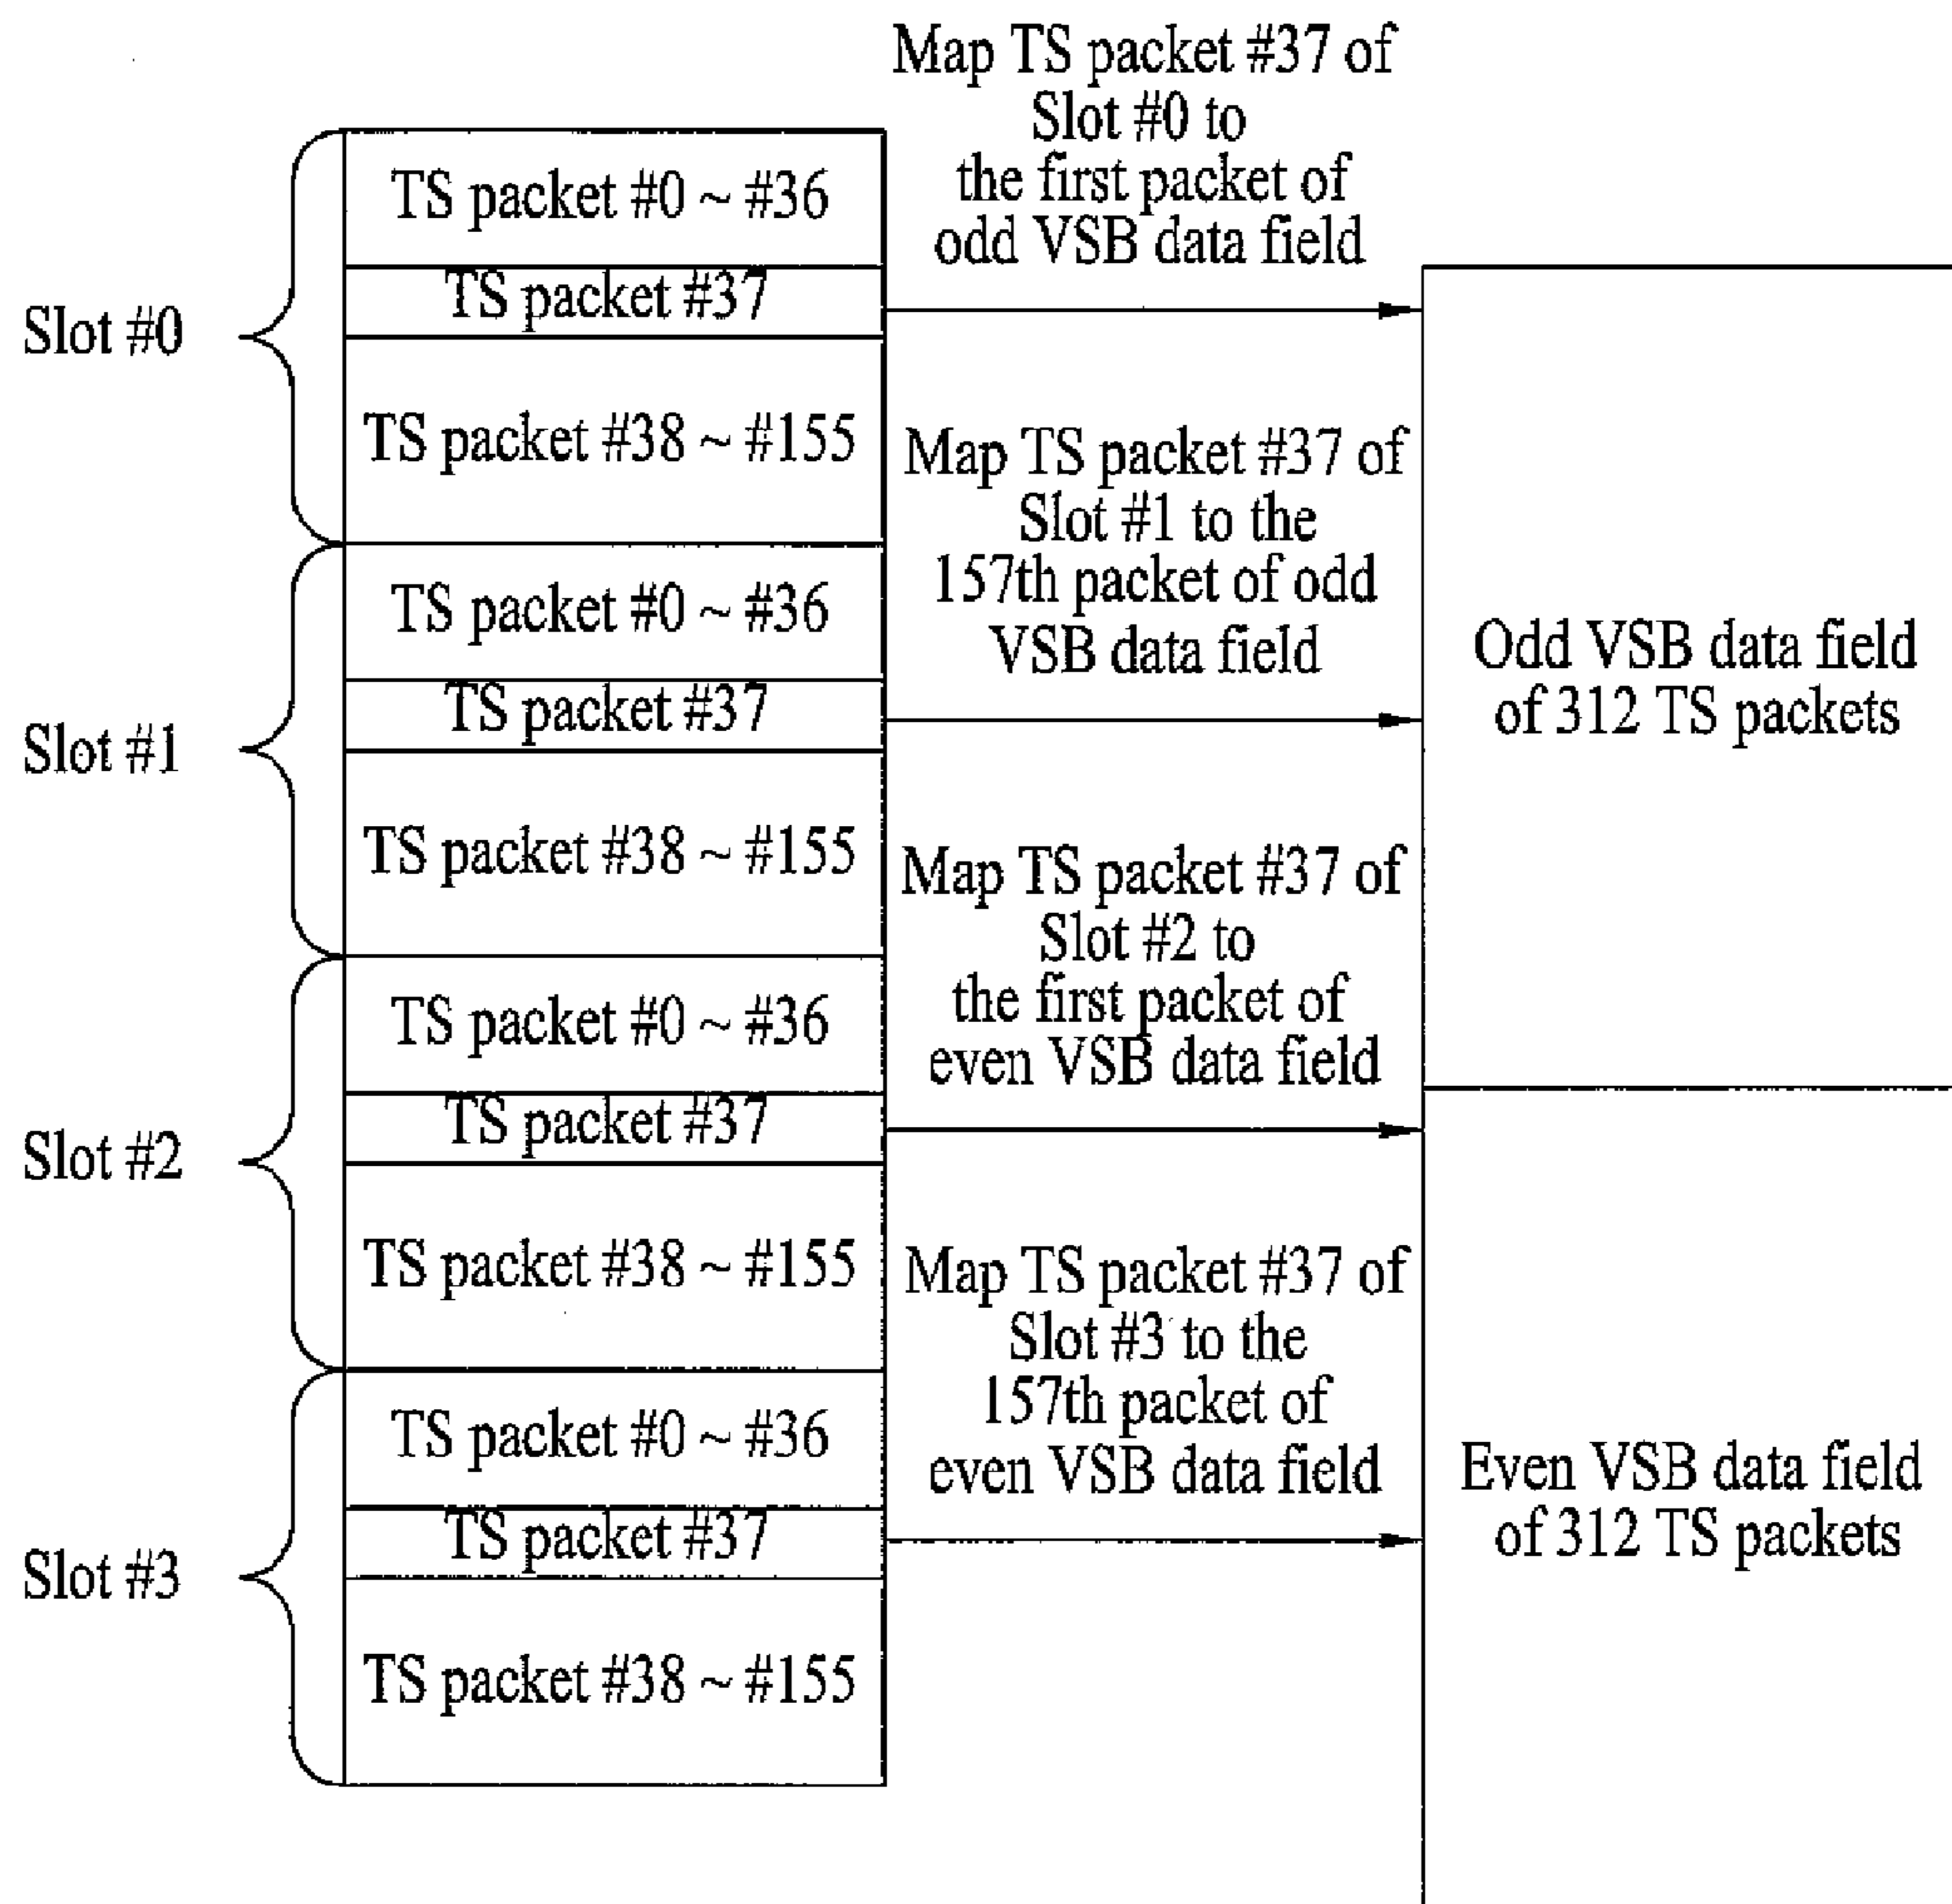 Map TS packet #37 of
Slot #0 to
the first packet of
odd VSB data field
Slot #0
TS packet #0 ~ #36
TS packet #37
TS packet #38 ~ #155
Map TS packet #37 of
Slot #1 to the
157th packet of odd
VSB data field
Slot #1
TS packet #0 ~ #36
TS packet #37
TS packet #38 ~ #155
Odd VSB data field
of 312 TS packets
Map TS packet #37 of
Slot #2 to
the first packet of
even VSB data field
Slot #2
TS packet #0 ~ #36
TS packet #37
TS packet #38 ~ #155
Map TS packet #37 of
Slot #3 to the
157th packet of
even VSB data field
Slot #3
TS packet #0 ~ #36
TS packet #37
TS packet #38 ~ #155
Even VSB data field
of 312 TS packets